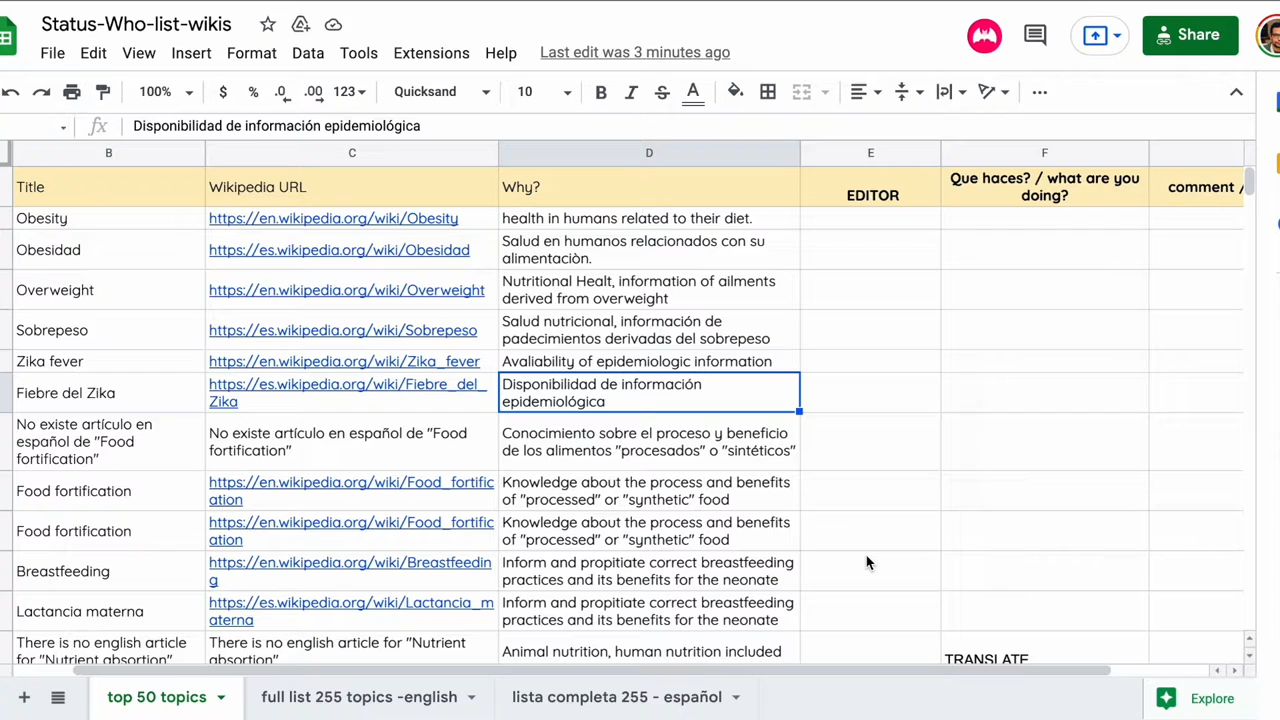 Status-Who-list-wikis
File Edit View Insert Format Data Tools Extensions Help Last edit was 3 minutes ago
Share
100% $ % .0 .00 123 Quicksand 10 B I S A
fx Disponibilidad de información epidemiológica
B C D E F
Title Wikipedia URL Why? EDITOR Que haces? / what are you
doing?
comment /
Obesity https://en.wikipedia.org/wiki/Obesity health in humans related to their diet.
Obesidad https://es.wikipedia.org/wiki/Obesidad Salud en humanos relacionados con su
alimentaciòn.
Overweight https://en.wikipedia.org/wiki/Overweight Nutritional Healt, information of ailments
derived from overweight
Sobrepeso https://es.wikipedia.org/wiki/Sobrepeso Salud nutricional, información de
padecimientos derivadas del sobrepeso
Zika fever https://en.wikipedia.org/wiki/Zika_fever Avaliability of epidemiologic information
Fiebre del Zika https://es.wikipedia.org/wiki/Fiebre_del_
Zika
Disponibilidad de información
epidemiológica
No existe artículo en
español de "Food
fortification"
No existe artículo en español de "Food
fortification"
Conocimiento sobre el proceso y beneficio
de los alimentos "procesados" o "sintéticos"
Food fortification https://en.wikipedia.org/wiki/Food_fortific
ation
Knowledge about the process and benefits
of "processed" or "synthetic" food
Food fortification https://en.wikipedia.org/wiki/Food_fortific
ation
Knowledge about the process and benefits
of "processed" or "synthetic" food
Breastfeeding https://en.wikipedia.org/wiki/Breastfeedin
g
Inform and propitiate correct breastfeeding
practices and its benefits for the neonate
Lactancia materna https://es.wikipedia.org/wiki/Lactancia_m
aterna
Inform and propitiate correct breastfeeding
practices and its benefits for the neonate
There is no english article
for "Nutrient absortion"
There is no english article for "Nutrient
absortion"
Animal nutrition, human nutrition included
TRANSLATE
top 50 topics full list 255 topics -english lista completa 255 - español Explore